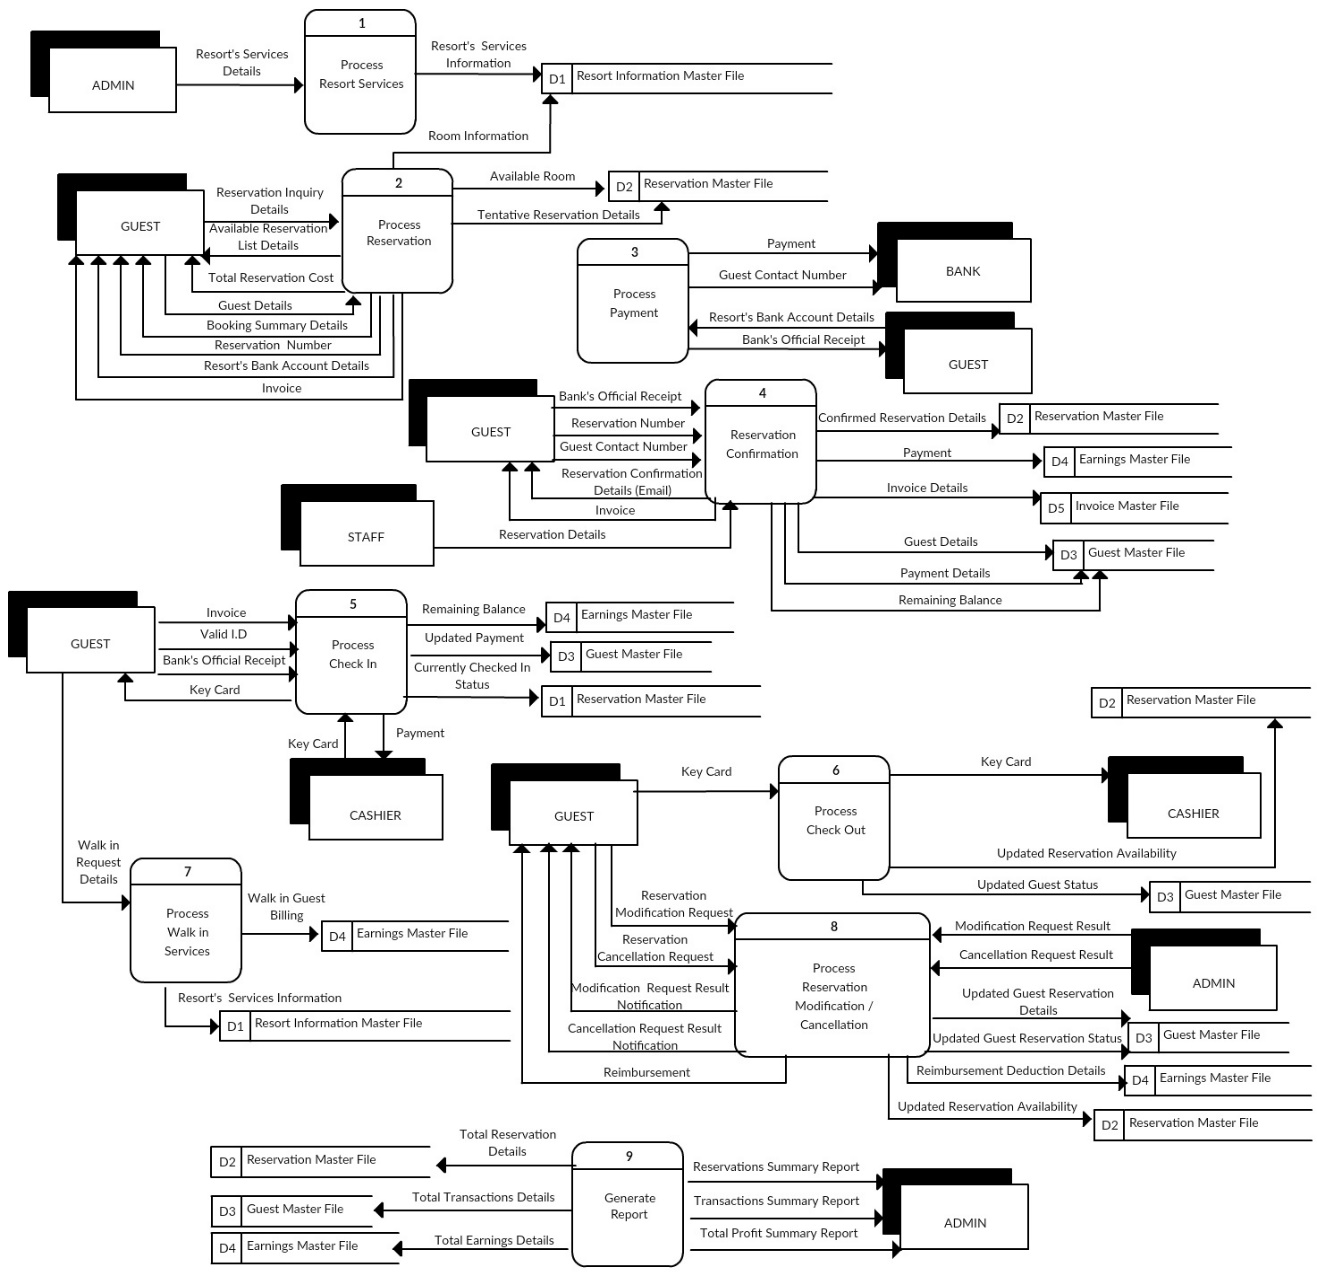 1
Process
Resort Services
ADMIN
Resort's Services
Details
Resort's  Services
Information
D1
Resort Information Master File
Room Information
2
Process
Reservation
GUEST
Reservation Inquiry
Details
Available Reservation
List Details
Total Reservation Cost
Guest Details
Booking Summary Details
Reservation  Number
Resort's Bank Account Details
Invoice
Available Room
D2
Reservation Master File
Tentative Reservation Details
3
Process
Payment
Payment
Guest Contact Number
BANK
Resort's Bank Account Details
Bank's Official Receipt
GUEST
4
Reservation
Confirmation
GUEST
Bank's Official Receipt
Reservation Number
Guest Contact Number
Reservation Confirmation
Details (Email)
Invoice
STAFF
Reservation Details
Confirmed Reservation Details
D2
Reservation Master File
Payment
D4
Earnings Master File
Invoice Details
D5
Invoice Master File
Guest Details
D3
Guest Master File
Payment Details
Remaining Balance
5
Process
Check In
GUEST
Invoice
Valid I.D
Bank's Official Receipt
Key Card
Remaining Balance
D4
Earnings Master File
Updated Payment
D3
Guest Master File
Currently Checked In
Status
D1
Reservation Master File
Key Card
Payment
CASHIER
D2
Reservation Master File
6
Process
Check Out
GUEST
Key Card
Key Card
CASHIER
Updated Reservation Availability
Updated Guest Status
D3
Guest Master File
Walk in
Request
Details
7
Process
Walk in
Services
Walk in Guest
Billing
D4
Earnings Master File
Resort's  Services Information
D1
Resort Information Master File
8
Process
Reservation
Modification /
Cancellation
Reservation
Modification Request
Reservation
Cancellation Request
Modification  Request Result
Notification
Cancellation Request Result
Notification
Reimbursement
Modification Request Result
Cancellation Request Result
ADMIN
Updated Guest Reservation
Details
Updated Guest Reservation Status
D3
Guest Master File
Reimbursement Deduction Details
D4
Earnings Master File
Updated Reservation Availability
D2
Reservation Master File
9
Generate
Report
Total Reservation
Details
D2
Reservation Master File
Total Transactions Details
D3
Guest Master File
Total Earnings Details
D4
Earnings Master File
Reservations Summary Report
Transactions Summary Report
Total Profit Summary Report
ADMIN